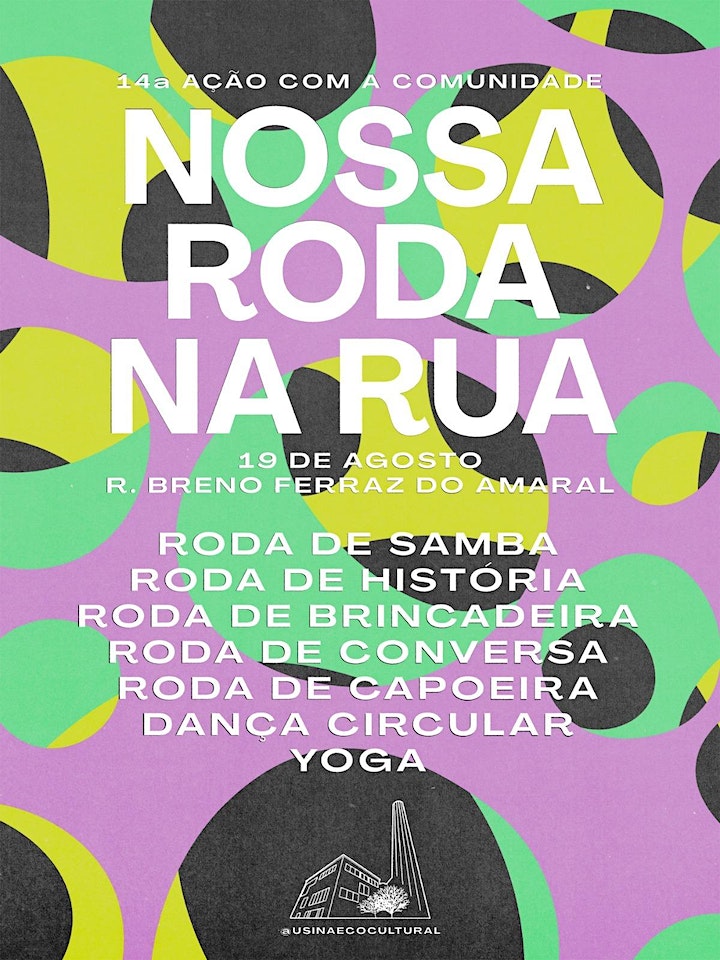 14a AÇÃO COM A COMUNIDADE
NOSSA
RODA
NA RUA
19 DE AGOSTO
R. BRENO FERRAZ DO AMARAL
RODA DE SAMBA
RODA DE HISTÓRIA
RODA DE BRINCADEIRA
RODA DE CONVERSA
RODA DE CAPOEIRA
DANÇA CIRCULAR
YOGA
@USINAECOCULTURAL